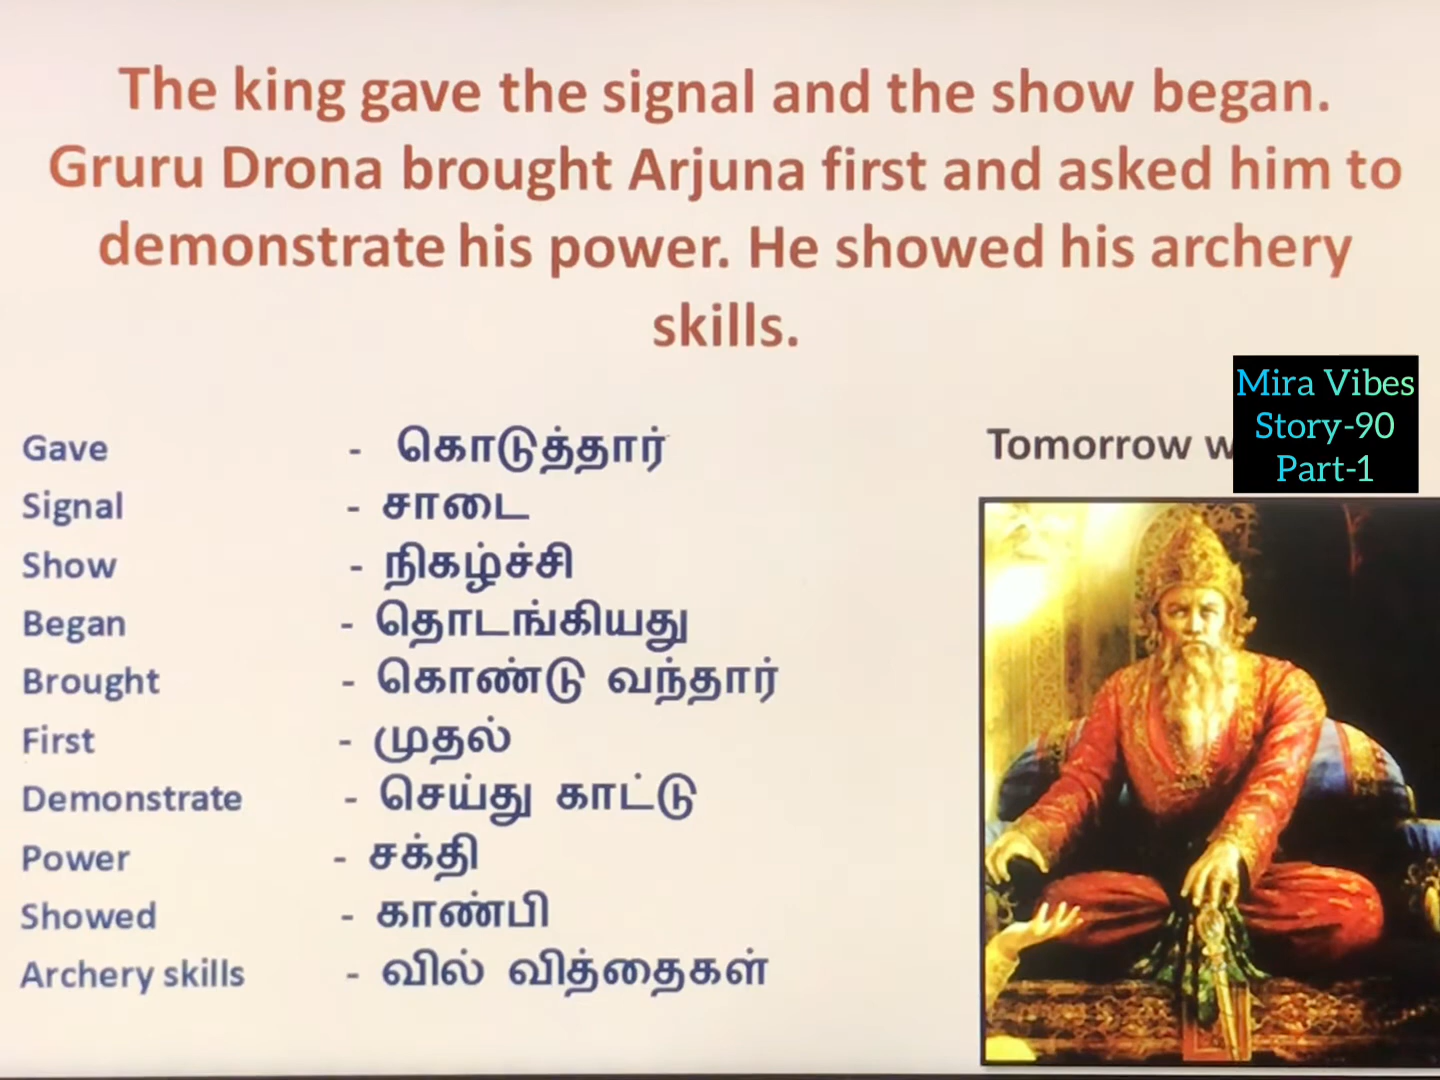 The king gave the signal and the show began.
Gruru Drona brought Arjuna first and asked him to
demonstrate his power. He showed his archery
skills.
Gave - கொடுத்தார்
Signal - சாடை
Show - நிகழ்ச்சி
Began - தொடங்கியது
Brought - கொண்டு வந்தார்
First - முதல்
Demonstrate - செய்து காட்டு
Power - சக்தி
Showed - காண்பி
Archery skills - வில் வித்தைகள்
Tomorrow
Mira Vibes
Story-90
Part-1